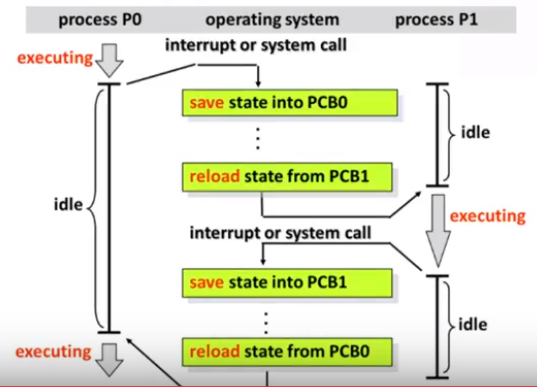 process P0 operating system process P1
interrupt or system call
executing
save state into PCB0
idle
reload state from PCB1
idle
executing
interrupt or system call
save state into PCB1
idle
executing
reload state from PCB0